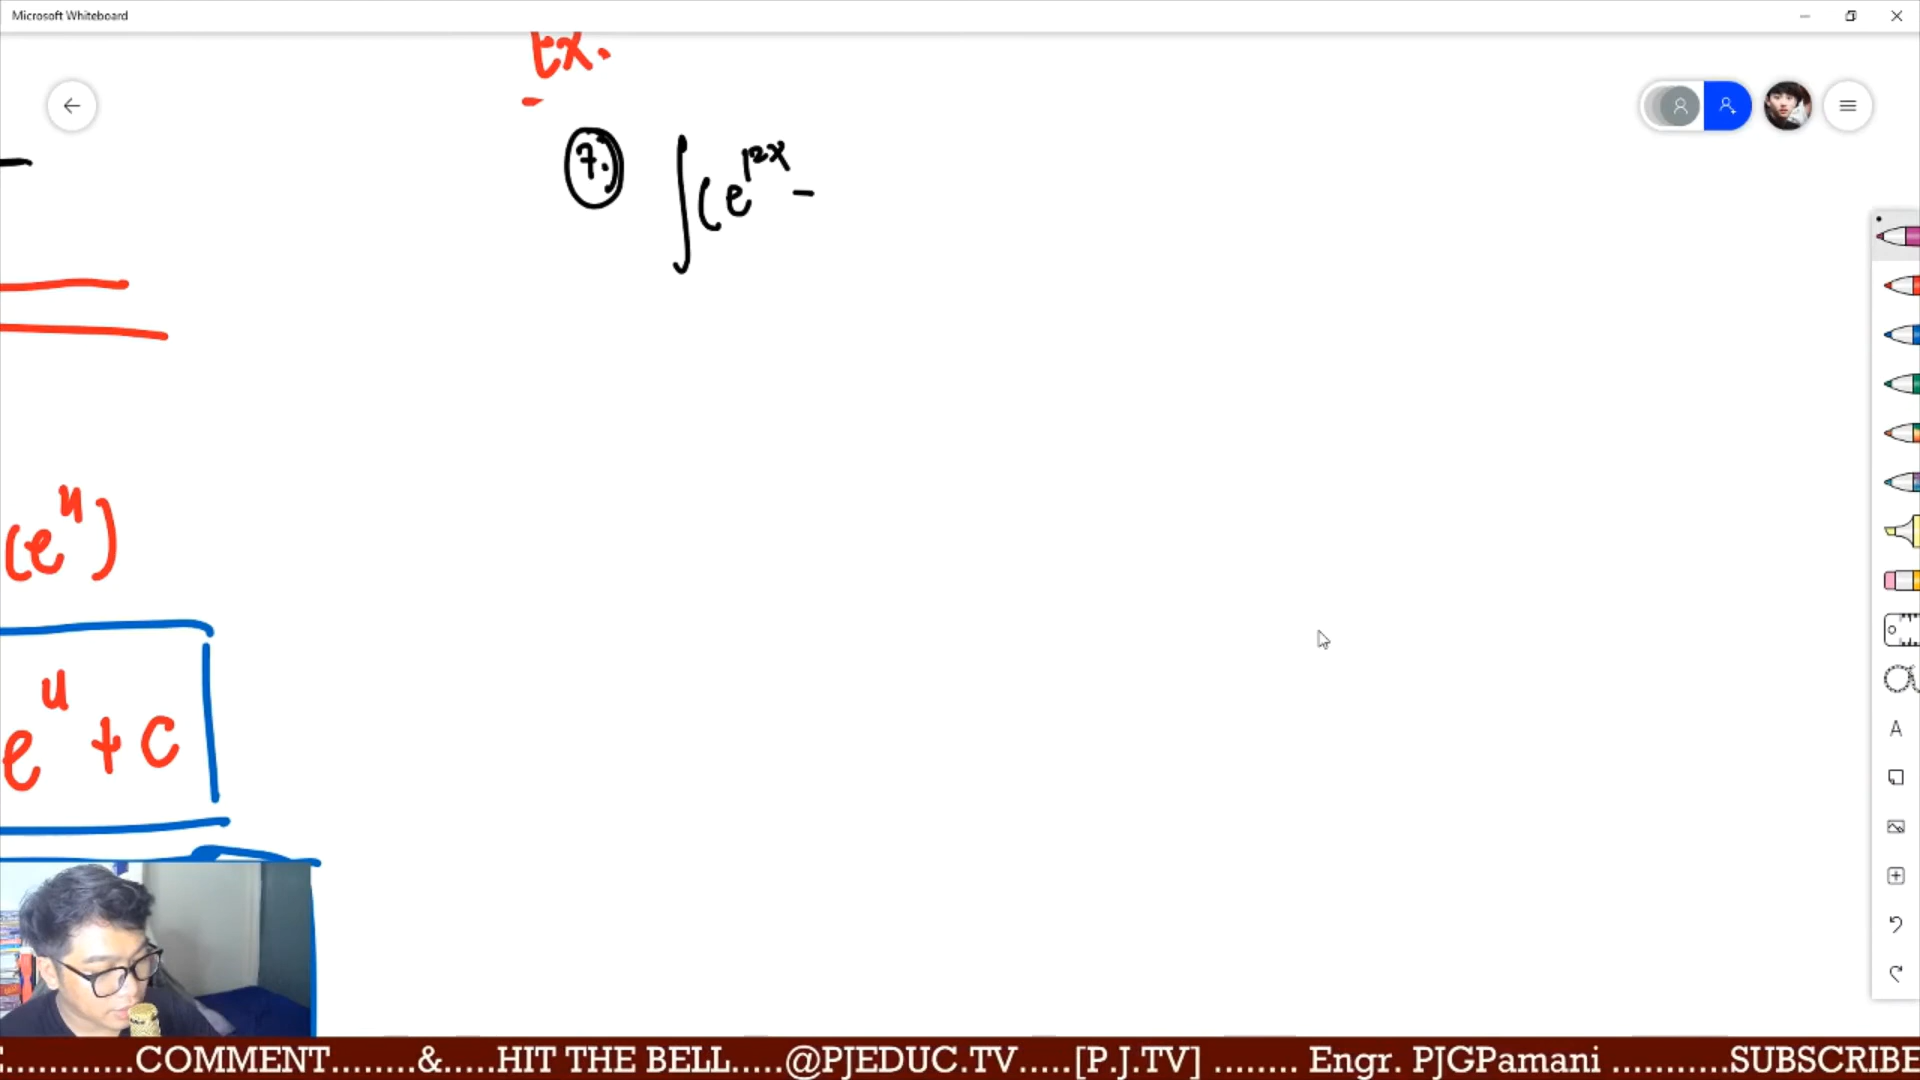 Microsoft Whiteboard
Ex.
7. ∫(e^12x -
(e^u)
e^u + c
A
............COMMENT........&.....HIT THE BELL.....@PJEDUC.TV.....[P.J.TV] ........ Engr. PJGPamani ...........SUBSCRIBE